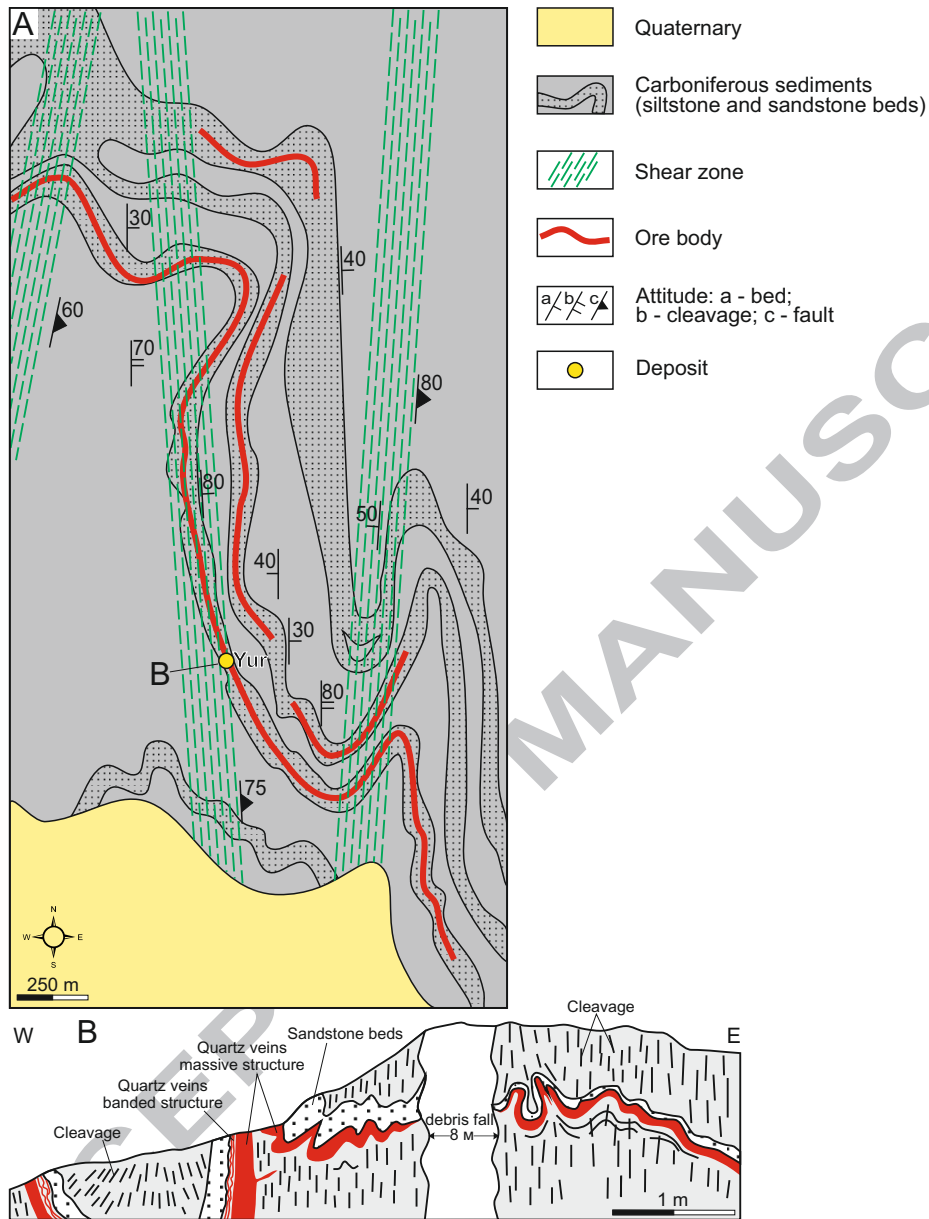 A
Quaternary
Carboniferous sediments
(siltstone and sandstone beds)
Shear zone
Ore body
a b c
Attitude: a - bed;
b - cleavage; c - fault
Deposit
30
40
60
70
80
80
50
40
40
30
B
Yur
80
75
N
W E
S
250 m
MANUSC
CEP
W B E
Cleavage
Sandstone beds
Quartz veins
massive structure
Quartz veins
banded structure
Cleavage
debris fall
8 м
1 m